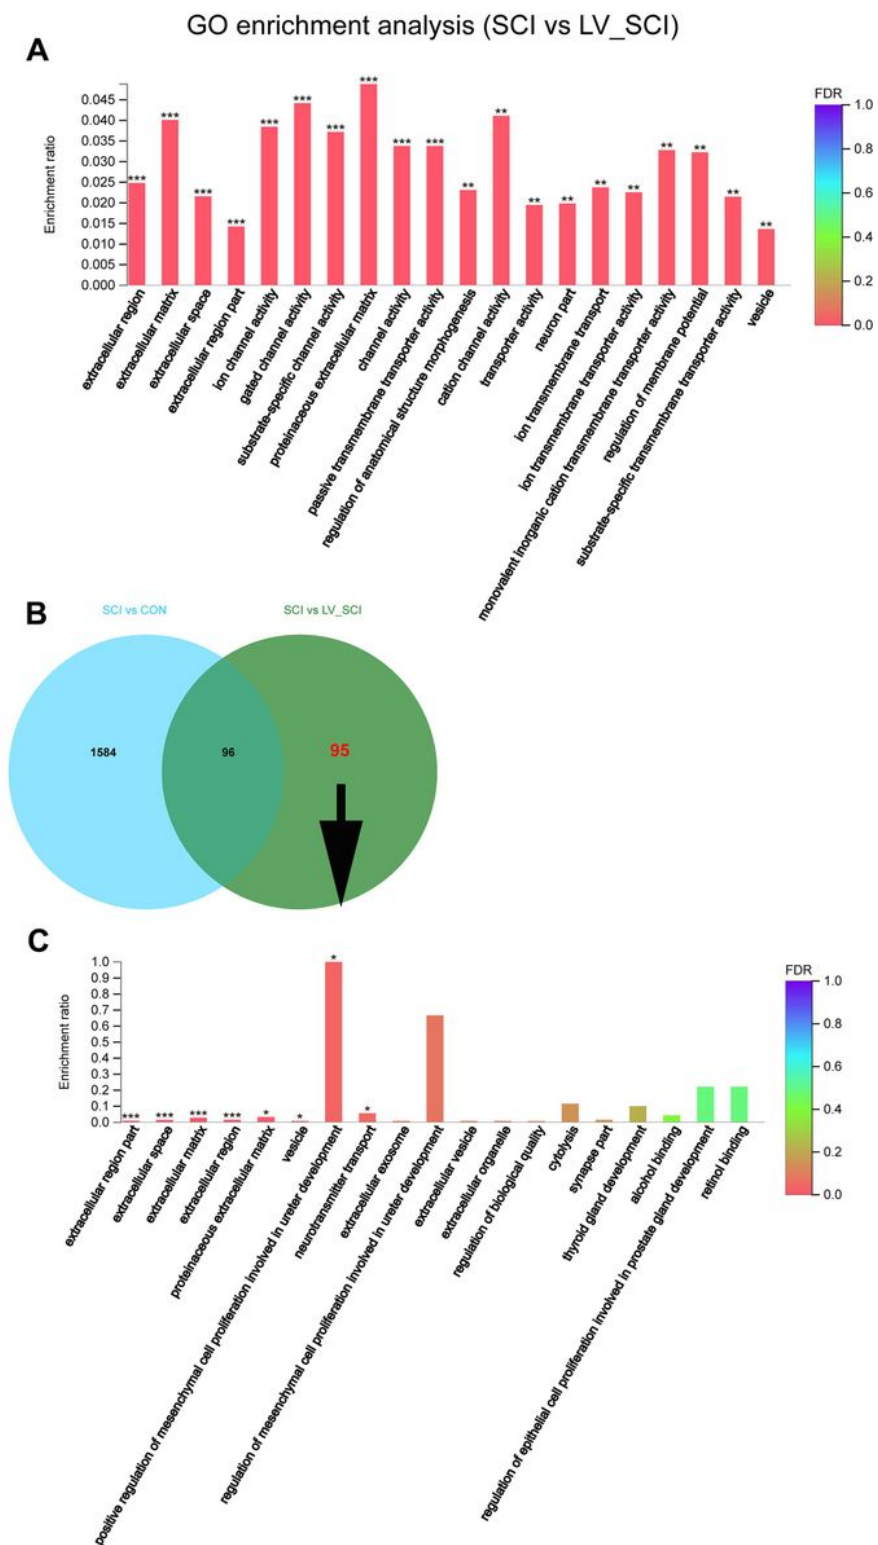 GO enrichment analysis (SCI vs LV_SCI)
A
Enrichment ratio
0.045
0.040
0.035
0.030
0.025
0.020
0.015
0.010
0.005
0.000
***
***
***
***
***
***
***
***
***
***
**
**
**
**
**
**
**
**
**
**
extracellular region
extracellular matrix
extracellular space
extracellular region part
ion channel activity
gated channel activity
substrate-specific channel activity
proteinaceous extracellular matrix
channel activity
passive transmembrane transporter activity
regulation of anatomical structure morphogenesis
cation channel activity
transporter activity
neuron part
ion transmembrane transport
ion transmembrane transporter activity
monovalent inorganic cation transmembrane transporter activity
regulation of membrane potential
substrate-specific transmembrane transporter activity
vesicle
FDR
1.0
0.8
0.6
0.4
0.2
0.0
B
SCI vs CON
SCI vs LV_SCI
1584
96
95
C
Enrichment ratio
1.0
0.9
0.8
0.7
0.6
0.5
0.4
0.3
0.2
0.1
0.0
***
***
***
***
*
*
*
*
extracellular region part
extracellular space
extracellular matrix
extracellular region
proteinaceous extracellular matrix
vesicle
positive regulation of mesenchymal cell proliferation involved in ureter development
neurotransmitter transport
extracellular exosome
regulation of mesenchymal cell proliferation involved in ureter development
extracellular vesicle
extracellular organelle
regulation of biological quality
cytolysis
synapse part
thyroid gland development
alcohol binding
regulation of epithelial cell proliferation involved in prostate gland development
retinol binding
FDR
1.0
0.8
0.6
0.4
0.2
0.0